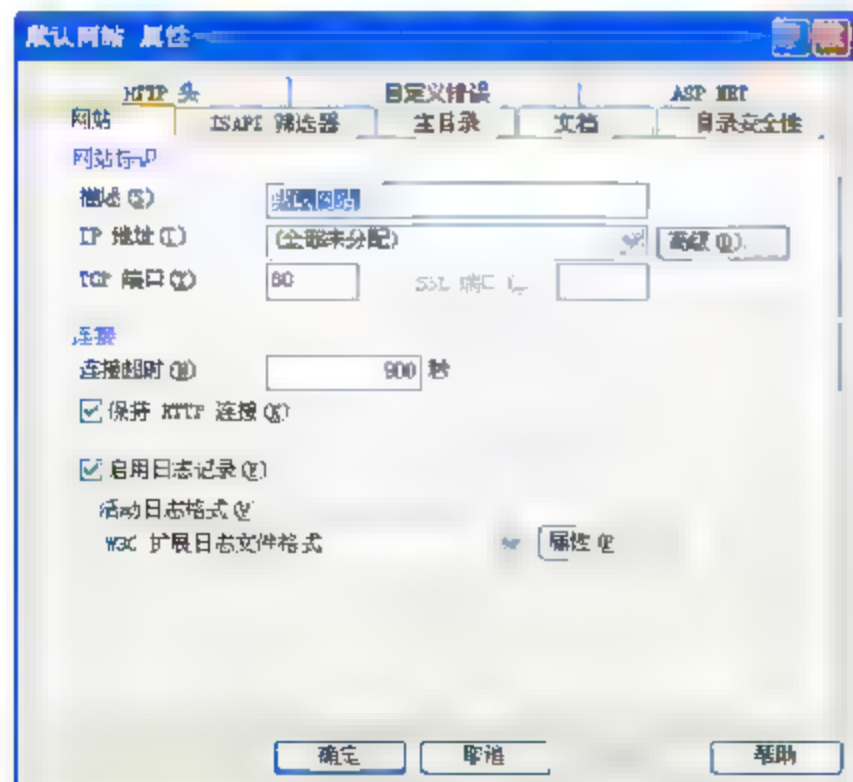 默认网站 属性
HTTP 头 自定义错误 ASP.NET
网站 ISAPI 筛选器 主目录 文档 目录安全性
网站标识
描述(S) 默认网站
IP 地址(I) (全部未分配) 高级(D)
TCP 端口(T) 80 SSL 端口
连接
连接超时(N) 900 秒
保持 HTTP 连接(K)
启用日志记录(E)
活动日志格式(V
W3C 扩展日志文件格式 属性(P
确定 取消 帮助